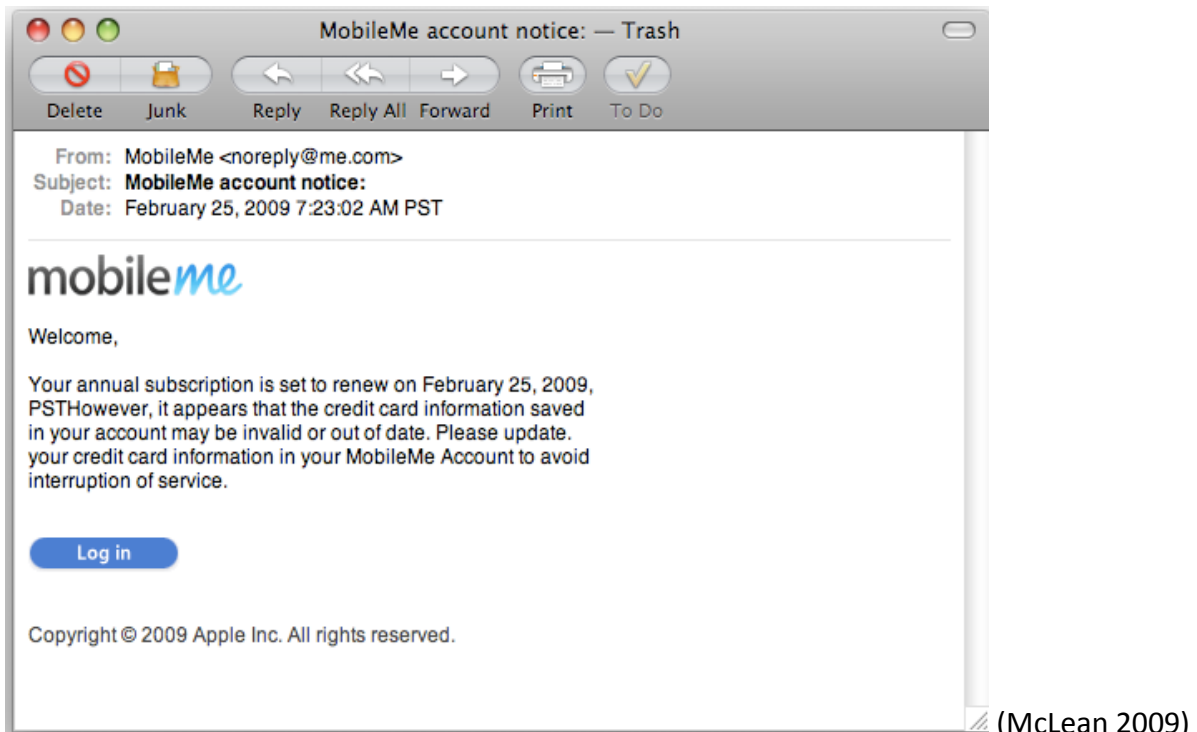 MobileMe account notice: — Trash
Delete Junk Reply Reply All Forward Print To Do
From: MobileMe <noreply@me.com>
Subject: MobileMe account notice:
Date: February 25, 2009 7:23:02 AM PST
mobileme
Welcome,
Your annual subscription is set to renew on February 25, 2009,
PSTHowever, it appears that the credit card information saved
in your account may be invalid or out of date. Please update.
your credit card information in your MobileMe Account to avoid
interruption of service.
Log in
Copyright © 2009 Apple Inc. All rights reserved.
(McLean 2009)